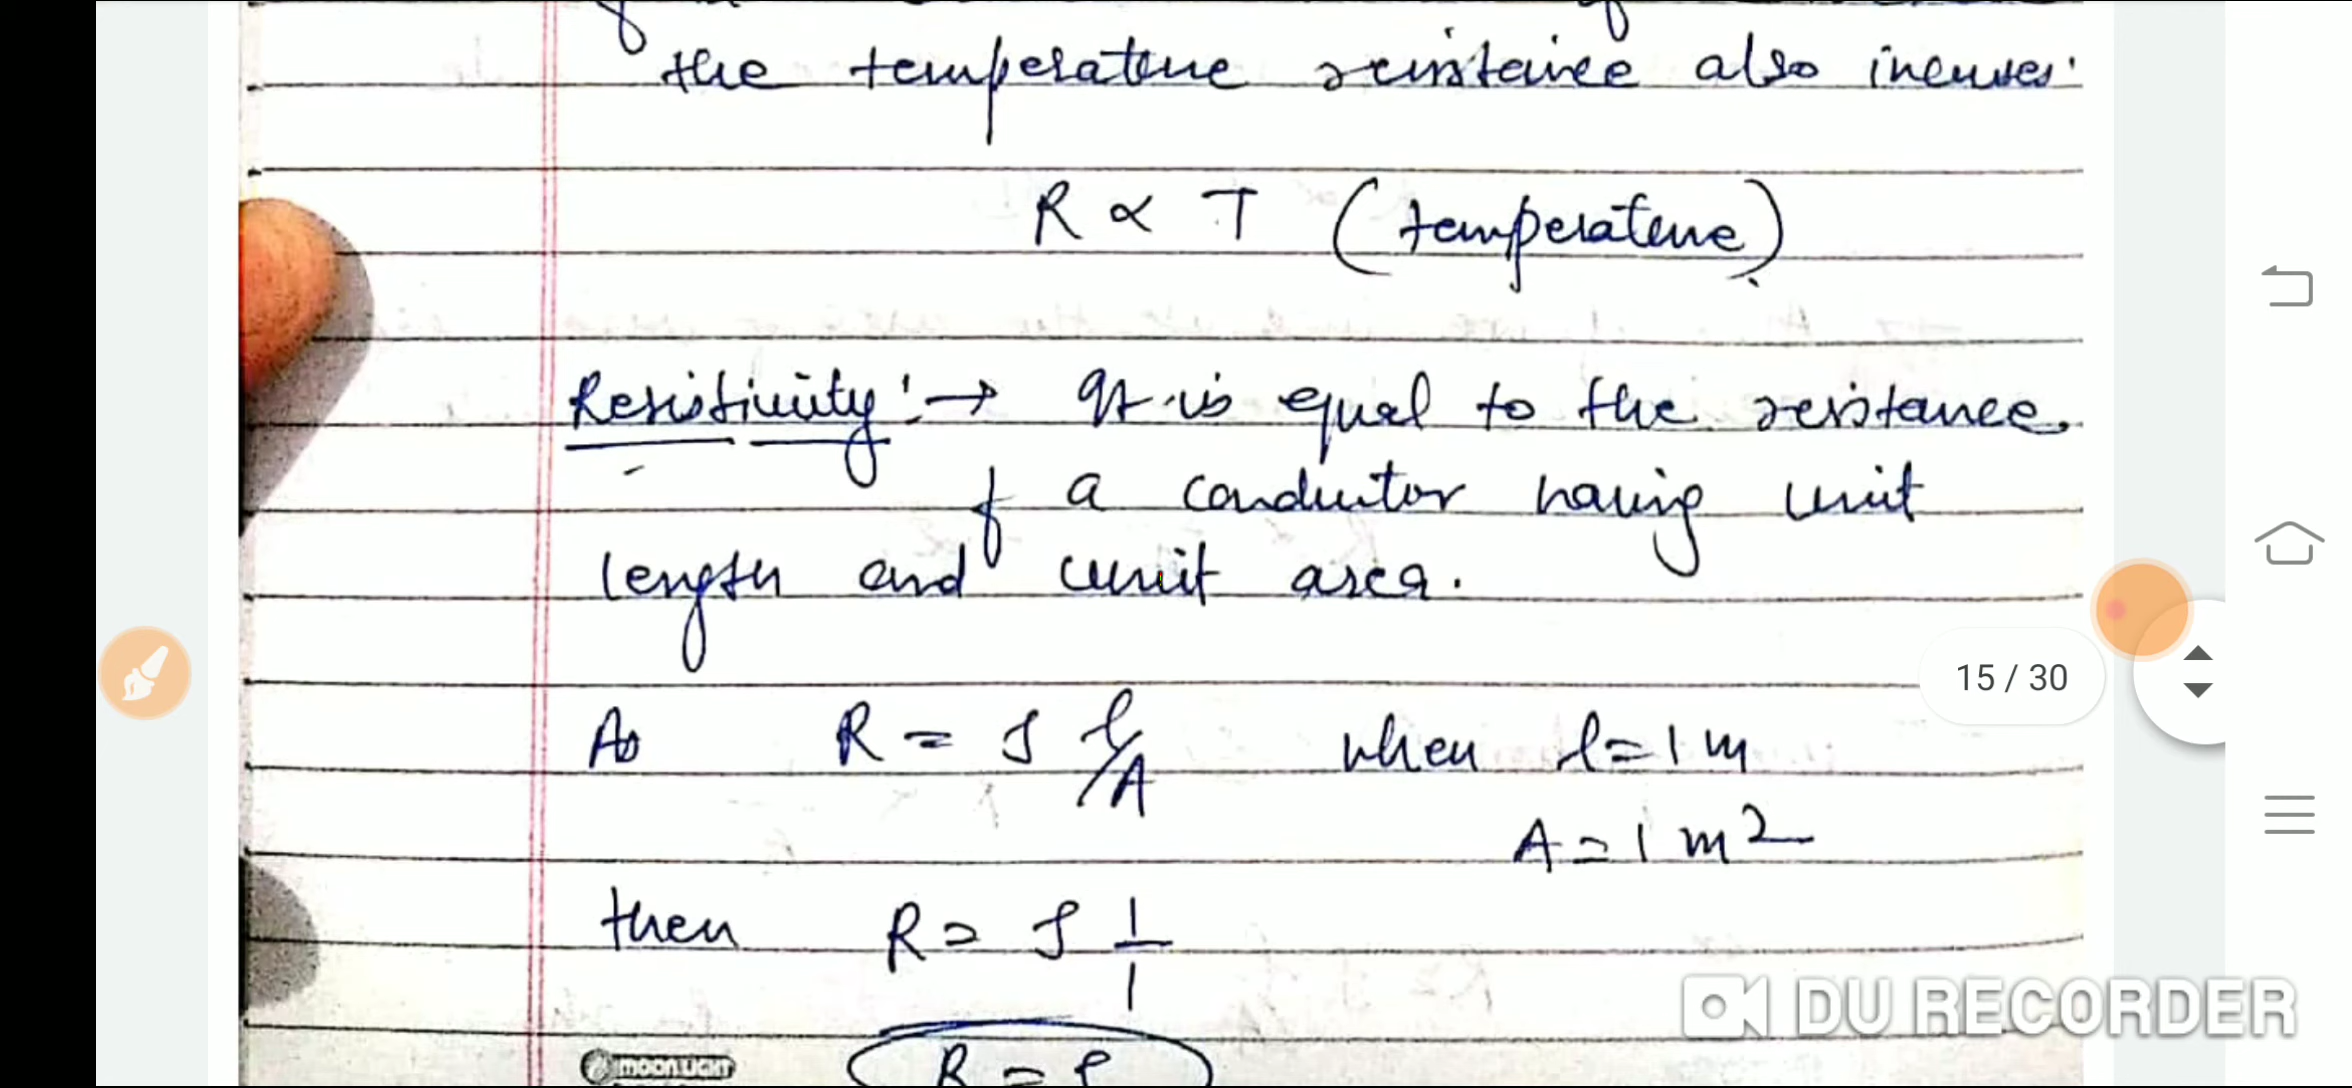 the temperature resistance also increases.
R ∝ T (temperature)
Resistivity :→ It is equal to the resistance
of a conductor having unit
length and unit area.
As R = ρ l/A when l = 1 m
A = 1 m²
then R = ρ 1/1
R = ρ
15 / 30
DU RECORDER
MOONLIGHT